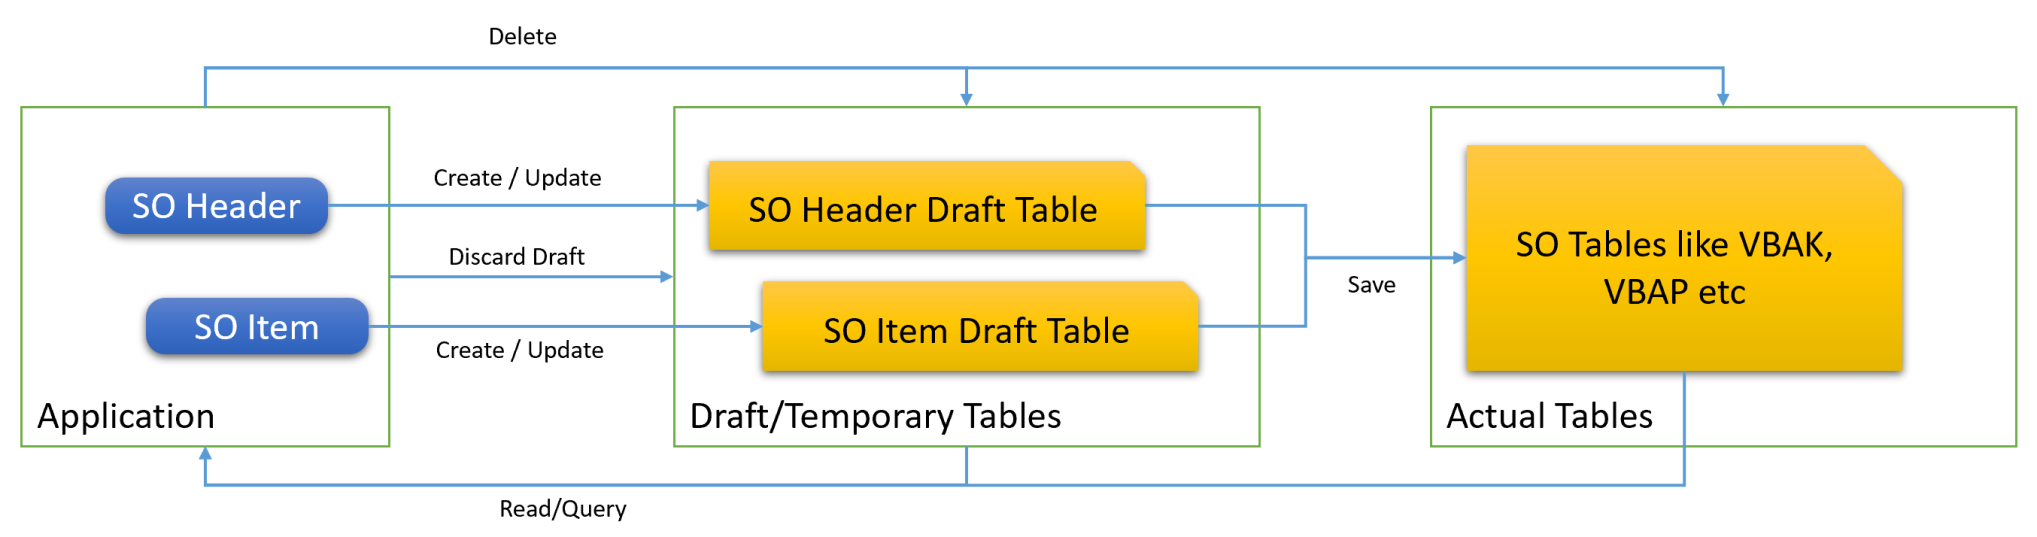 Delete
SO Header
Create / Update
SO Header Draft Table
SO Tables like VBAK,
VBAP etc
Discard Draft
Save
SO Item
Create / Update
SO Item Draft Table
Application
Draft/Temporary Tables
Actual Tables
Read/Query